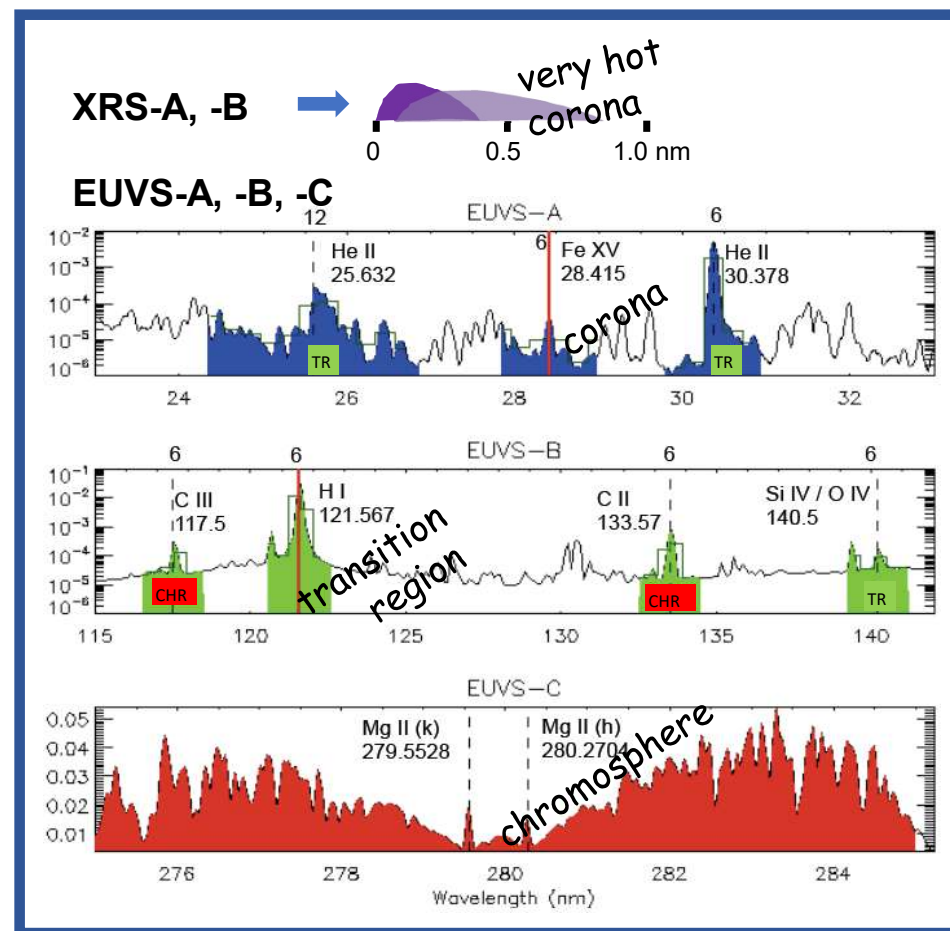 XRS-A, -B
very hot
corona
0 0.5 1.0 nm
EUVS-A, -B, -C
EUVS-A
12 6 6
He II
25.632
Fe XV
28.415
He II
30.378
corona
10-2
10-3
10-4
10-5
10-6
TR TR
24 26 28 30 32
EUVS-B
6 6 6 6
C III
117.5
H I
121.567
C II
133.57
Si IV / O IV
140.5
transition
region
10-1
10-2
10-3
10-4
10-5
10-6
CHR CHR TR
115 120 125 130 135 140
EUVS-C
Mg II (k)
279.5528
Mg II (h)
280.2704
chromosphere
0.05
0.04
0.03
0.02
0.01
276 278 280 282 284
Wavelength (nm)